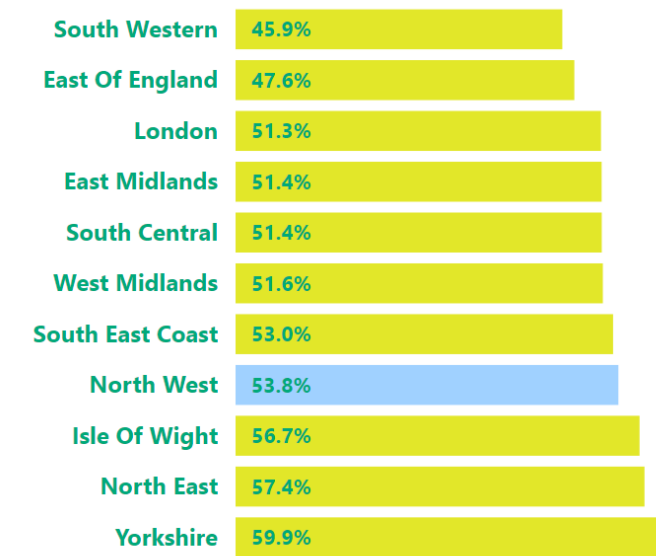 South Western 45.9%
East Of England 47.6%
London 51.3%
East Midlands 51.4%
South Central 51.4%
West Midlands 51.6%
South East Coast 53.0%
North West 53.8%
Isle Of Wight 56.7%
North East 57.4%
Yorkshire 59.9%